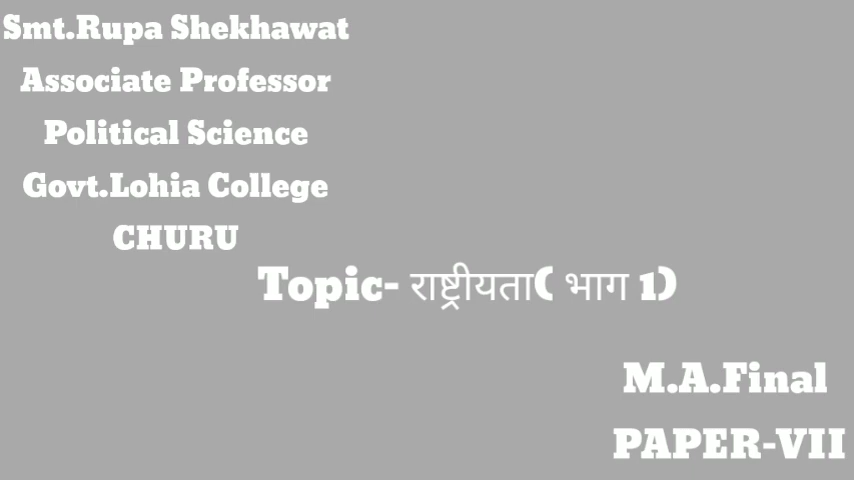 Smt.Rupa Shekhawat
Associate Professor
Political Science
Govt.Lohia College
CHURU
Topic- राष्ट्रीयता( भाग 1)
M.A.Final
PAPER-VII